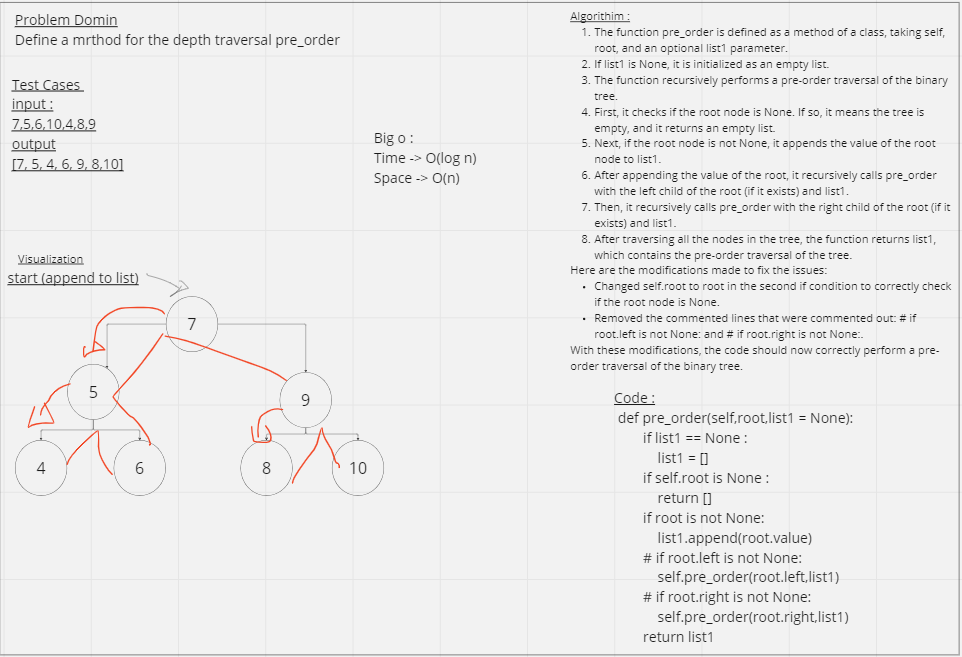 Problem Domin
Define a mrthod for the depth traversal pre_order
Test Cases
input :
7,5,6,10,4,8,9
output
[7, 5, 4, 6, 9, 8,10]
Big o :
Time -> O(log n)
Space -> O(n)
Visualization
start (append to list)
7
5
9
4
6
8
10
Algorithim :
1. The function pre_order is defined as a method of a class, taking self,
root, and an optional list1 parameter.
2. If list1 is None, it is initialized as an empty list.
3. The function recursively performs a pre-order traversal of the binary
tree.
4. First, it checks if the root node is None. If so, it means the tree is
empty, and it returns an empty list.
5. Next, if the root node is not None, it appends the value of the root
node to list1.
6. After appending the value of the root, it recursively calls pre_order
with the left child of the root (if it exists) and list1.
7. Then, it recursively calls pre_order with the right child of the root (if it
exists) and list1.
8. After traversing all the nodes in the tree, the function returns list1,
which contains the pre-order traversal of the tree.
Here are the modifications made to fix the issues:
• Changed self.root to root in the second if condition to correctly check
if the root node is None.
• Removed the commented lines that were commented out: # if
root.left is not None: and # if root.right is not None:.
With these modifications, the code should now correctly perform a pre-
order traversal of the binary tree.
Code :
def pre_order(self,root,list1 = None):
if list1 == None :
list1 = []
if self.root is None :
return []
if root is not None:
list1.append(root.value)
# if root.left is not None:
self.pre_order(root.left,list1)
# if root.right is not None:
self.pre_order(root.right,list1)
return list1